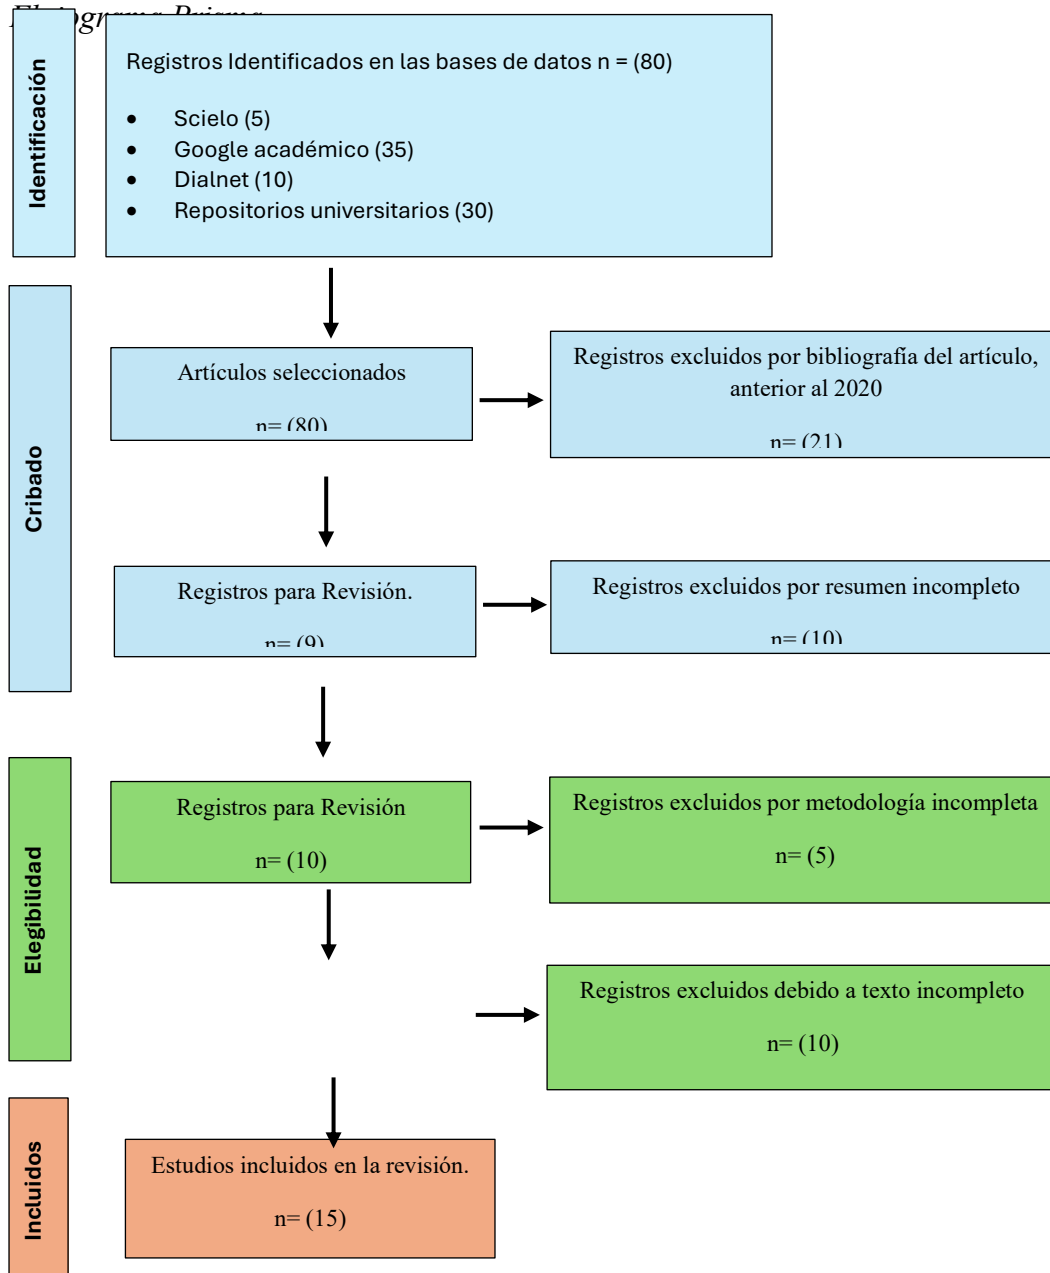 Prisma
Identificación
Registros Identificados en las bases de datos n = (80)
• Scielo (5)
• Google académico (35)
• Dialnet (10)
• Repositorios universitarios (30)
Cribado
Artículos seleccionados
n= (80)
Registros excluidos por bibliografía del artículo,
anterior al 2020
n= (21)
Registros para Revisión.
n= (9)
Registros excluidos por resumen incompleto
n= (10)
Elegibilidad
Registros para Revisión
n= (10)
Registros excluidos por metodología incompleta
n= (5)
Registros excluidos debido a texto incompleto
n= (10)
Incluidos
Estudios incluidos en la revisión.
n= (15)